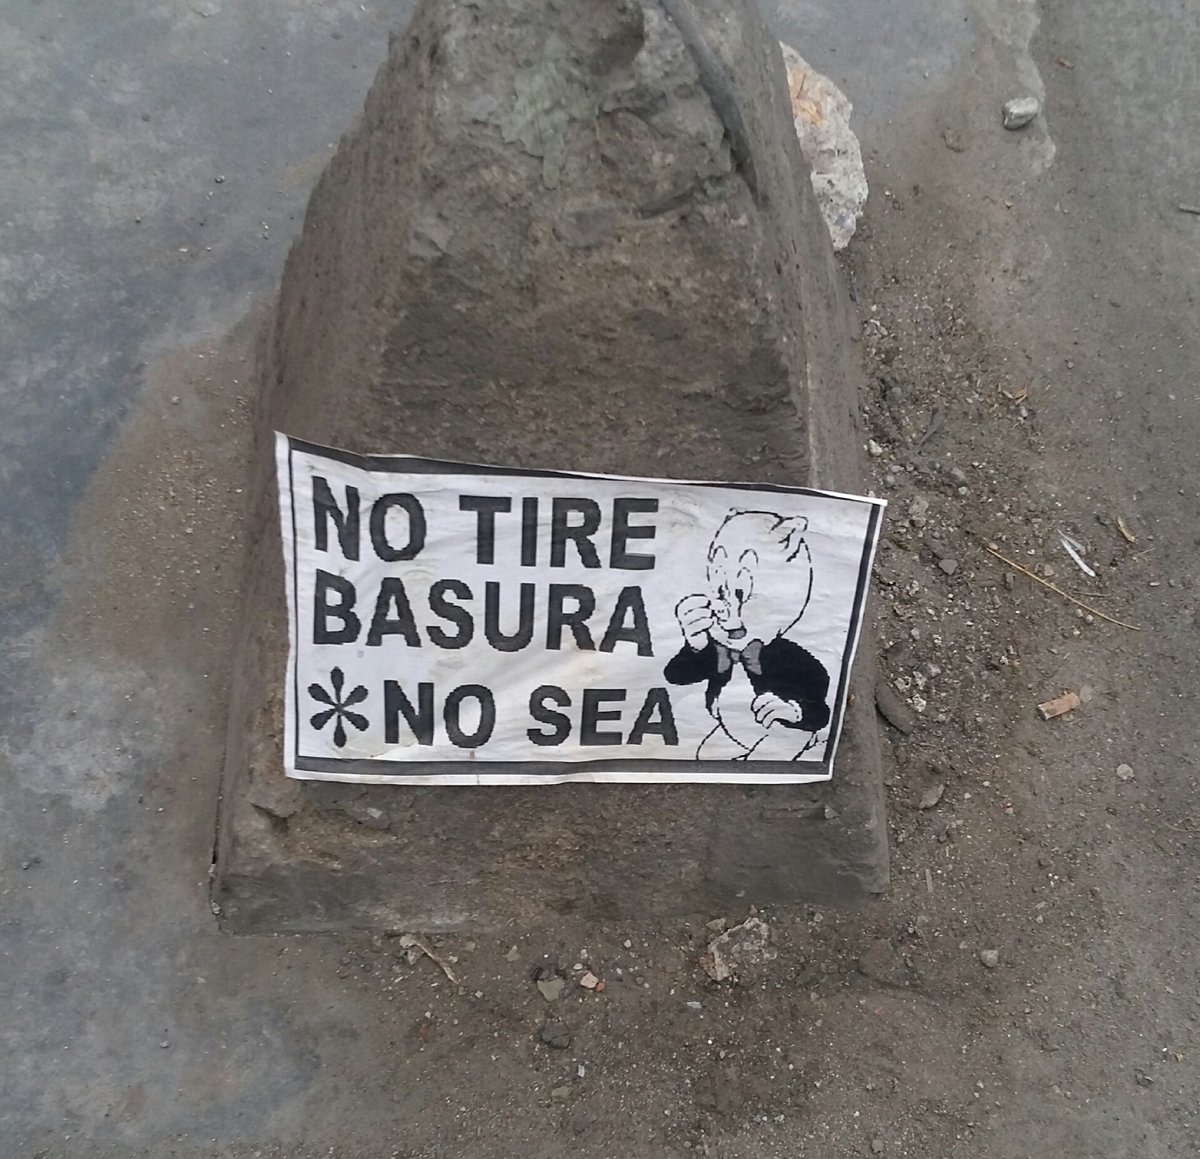 NO TIRE
BASURA
*NO SEA